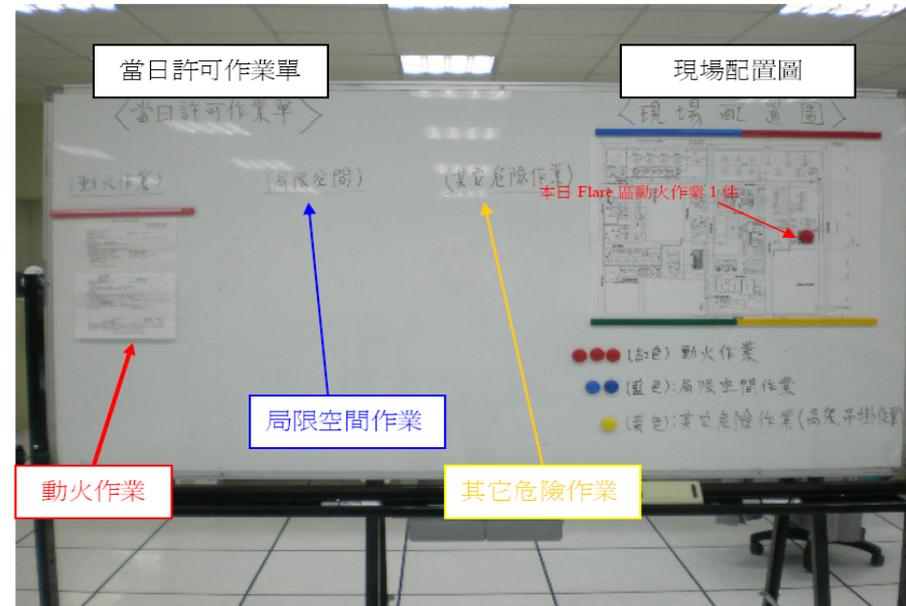 當日許可作業單
現場配置圖
〈當日許可作業單〉
〈現場配置圖〉
(動火作業)
(局限空間)
(其它危險作業)
本日 Flare 區動火作業 1 件
(紅色):動火作業
(藍色):局限空間作業
(黃色):其它危險作業(高架,吊掛作業)
局限空間作業
動火作業
其它危險作業